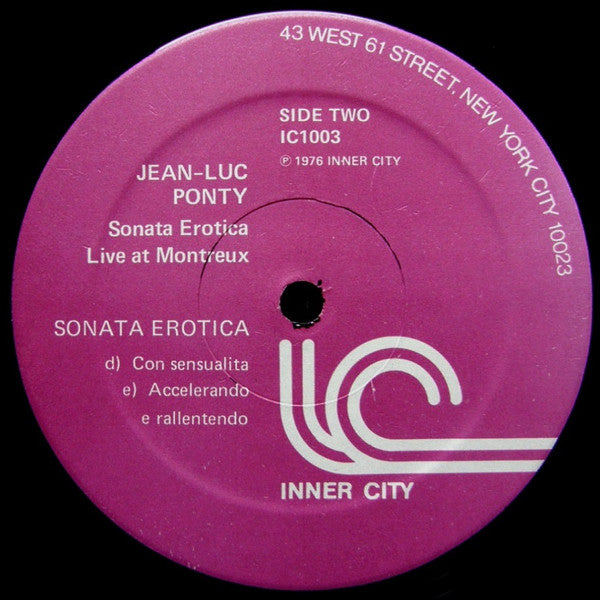 43 WEST 61 STREET, NEW YORK CITY 10023
SIDE TWO
IC1003
℗ 1976 INNER CITY
JEAN-LUC
PONTY
Sonata Erotica
Live at Montreux
SONATA EROTICA
d) Con sensualita
e) Accelerando
e rallentendo
IC
INNER CITY